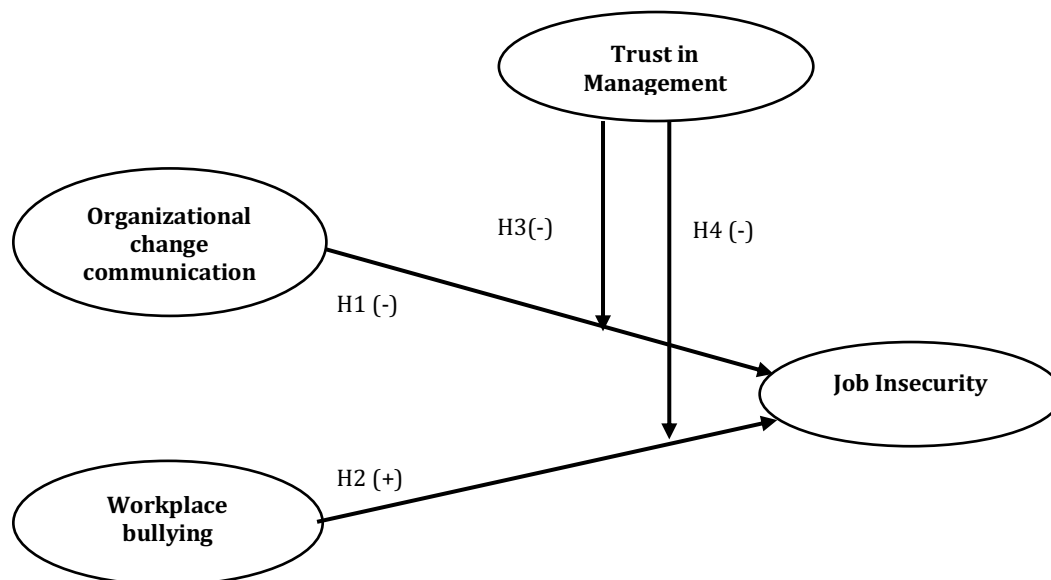 Trust in
Management
Organizational
change
communication
H3(-)
H4 (-)
H1 (-)
Job Insecurity
H2 (+)
Workplace
bullying